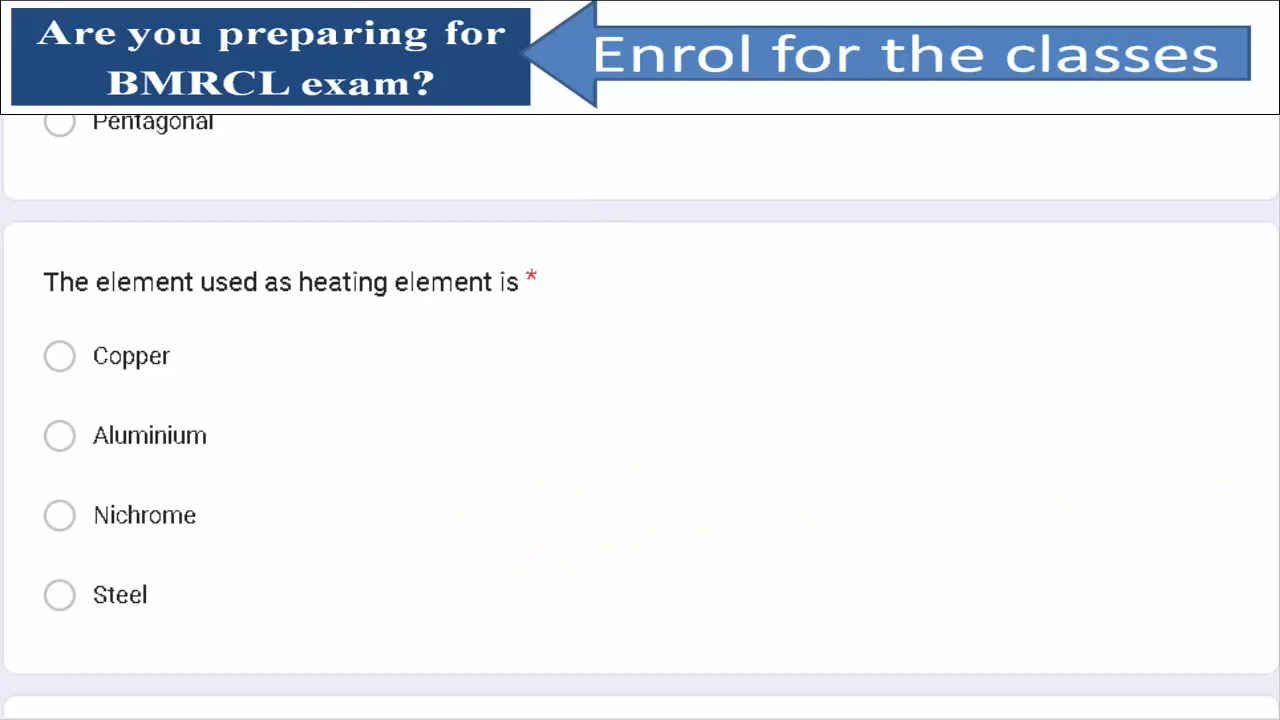 Are you preparing for
BMRCL exam?
Enrol for the classes
Pentagonal
The element used as heating element is *
Copper
Aluminium
Nichrome
Steel